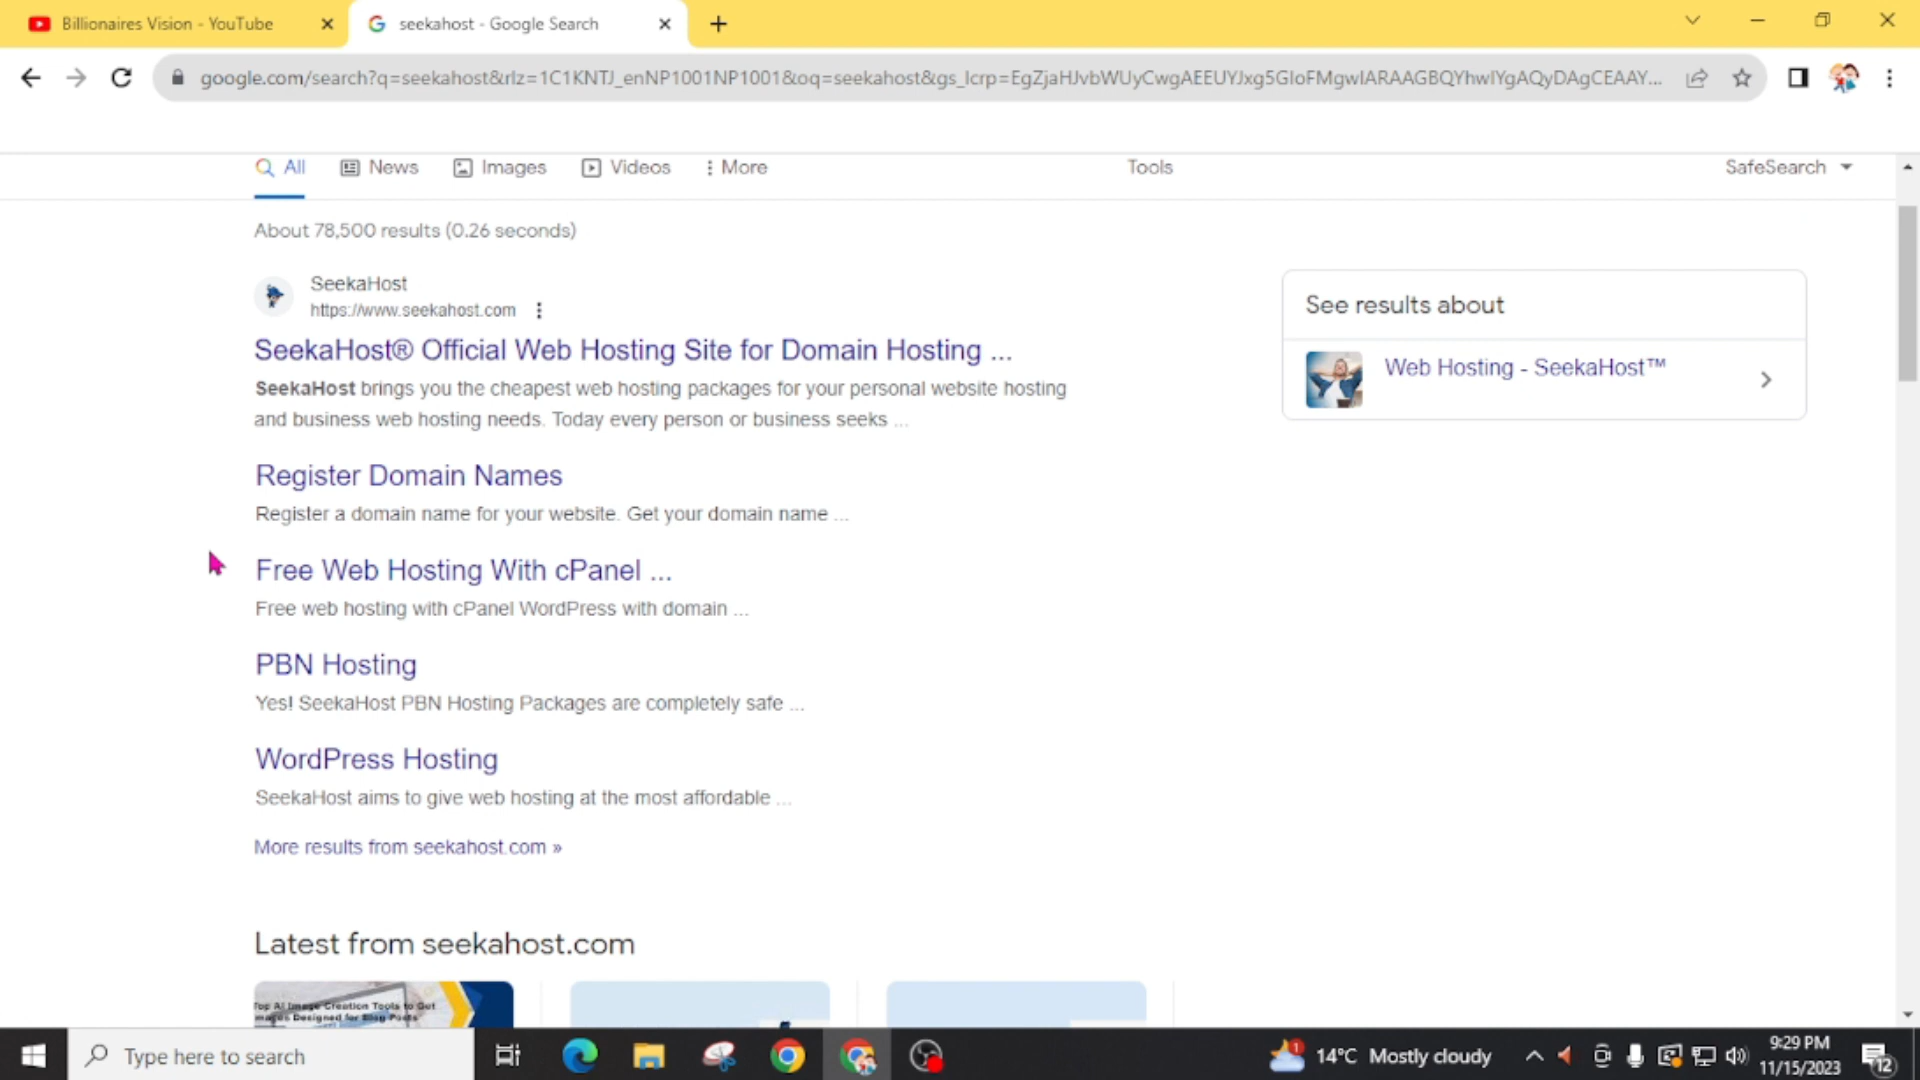 Billionaires Vision - YouTube
seekahost - Google Search
google.com/search?q=seekahost&rlz=1C1KNTJ_enNP1001NP1001&oq=seekahost&gs_lcrp=EgZjaHJvbWUyCwgAEEUYJxg5GIoFMgwIARAAGBQYhwIYgAQyDAgCEAAY...
All
News
Images
Videos
More
Tools
SafeSearch
About 78,500 results (0.26 seconds)
SeekaHost
https://www.seekahost.com
SeekaHost® Official Web Hosting Site for Domain Hosting ...
SeekaHost brings you the cheapest web hosting packages for your personal website hosting
and business web hosting needs. Today every person or business seeks ...
See results about
Web Hosting - SeekaHost™
Register Domain Names
Register a domain name for your website. Get your domain name ...
Free Web Hosting With cPanel ...
Free web hosting with cPanel WordPress with domain ...
PBN Hosting
Yes! SeekaHost PBN Hosting Packages are completely safe ...
WordPress Hosting
SeekaHost aims to give web hosting at the most affordable ...
More results from seekahost.com »
Latest from seekahost.com
Top AI Image Creation Tools to Get
Images Designed for Blog Posts
Type here to search
1
14°C Mostly cloudy
9:29 PM
11/15/2023
12